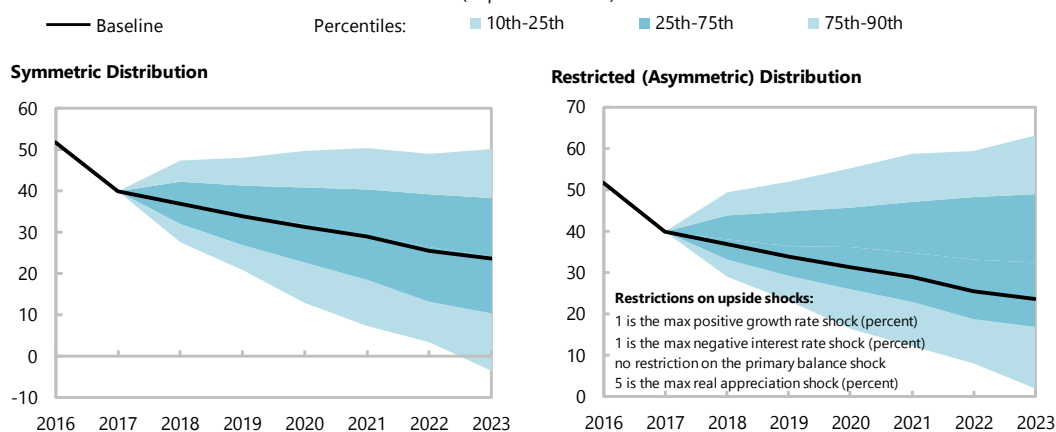 Baseline Percentiles: 10th-25th 25th-75th 75th-90th
Symmetric Distribution
60
50
40
30
20
10
0
-10
2016 2017 2018 2019 2020 2021 2022 2023
Restricted (Asymmetric) Distribution
70
60
50
40
30
20
10
0
Restrictions on upside shocks:
1 is the max positive growth rate shock (percent)
1 is the max negative interest rate shock (percent)
no restriction on the primary balance shock
5 is the max real appreciation shock (percent)
2016 2017 2018 2019 2020 2021 2022 2023